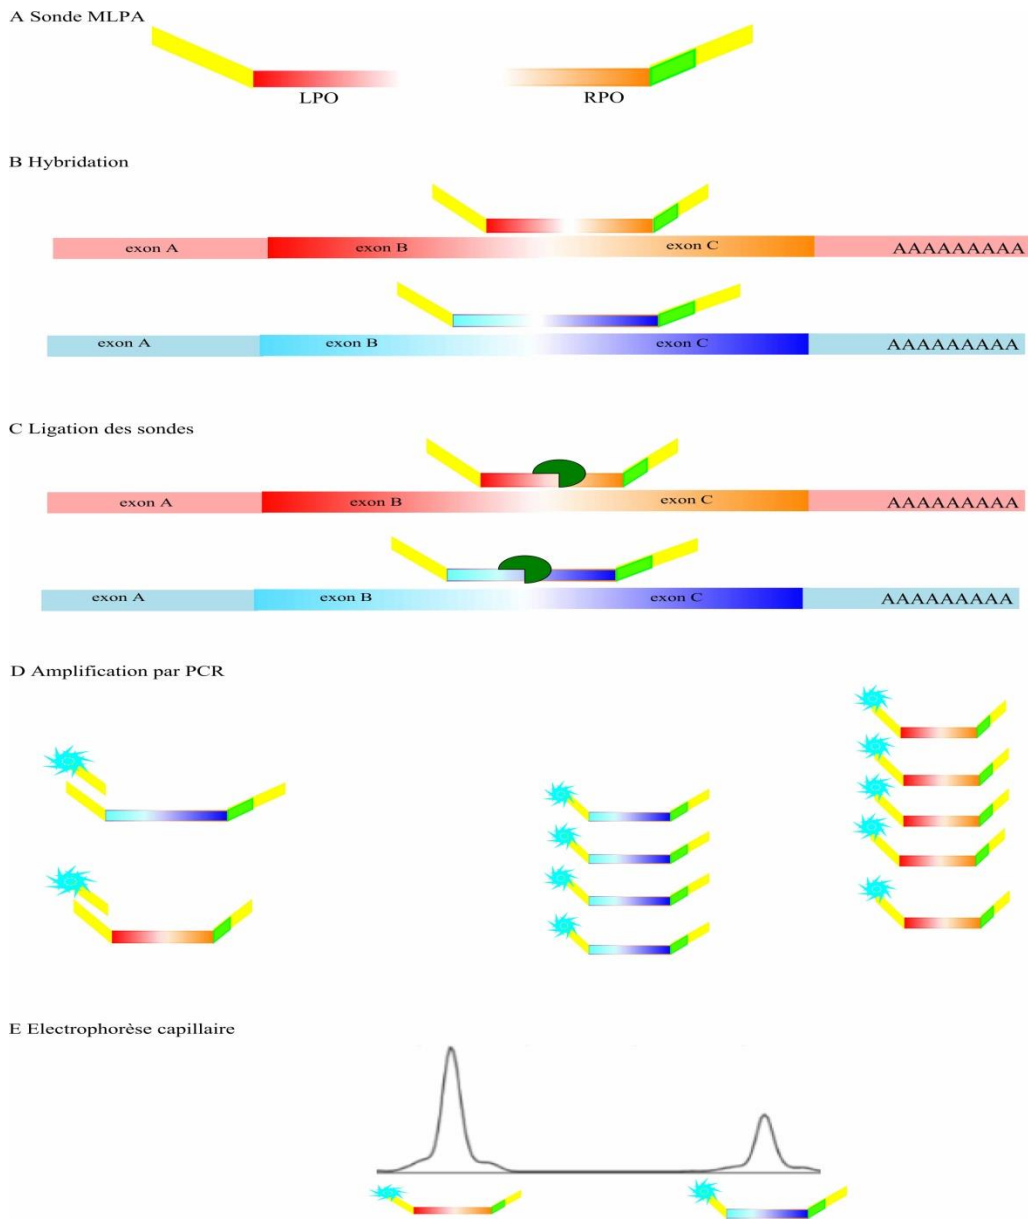 A Sonde MLPA
LPO
RPO
B Hybridation
exon A
exon B
exon C
AAAAAAAAA
exon A
exon B
exon C
AAAAAAAAA
C Ligation des sondes
exon A
exon B
exon C
AAAAAAAAA
exon A
exon B
exon C
AAAAAAAAA
D Amplification par PCR
E Electrophorèse capillaire